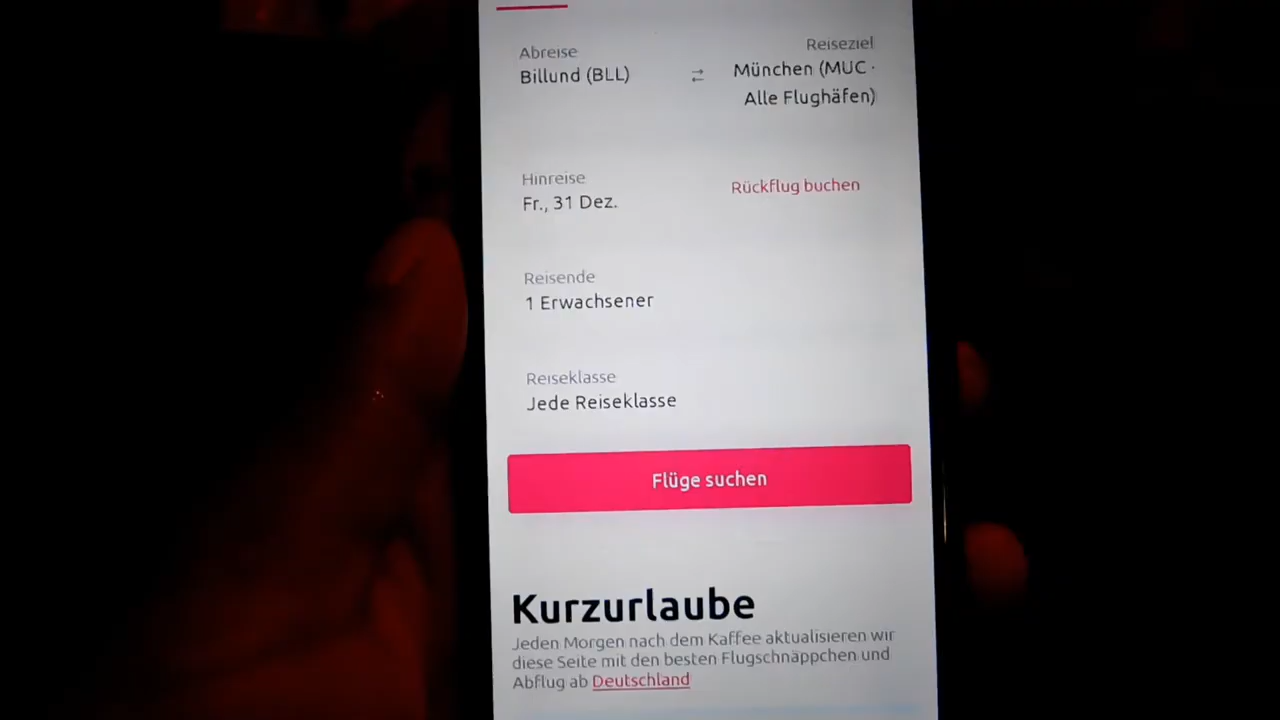 Abreise
Billund (BLL)
Reiseziel
München (MUC ·
Alle Flughäfen)
Hinreise
Fr., 31 Dez.
Rückflug buchen
Reisende
1 Erwachsener
Reiseklasse
Jede Reiseklasse
Flüge suchen
Kurzurlaube
Jeden Morgen nach dem Kaffee aktualisieren wir
diese Seite mit den besten Flugschnäppchen und
Abflug ab Deutschland